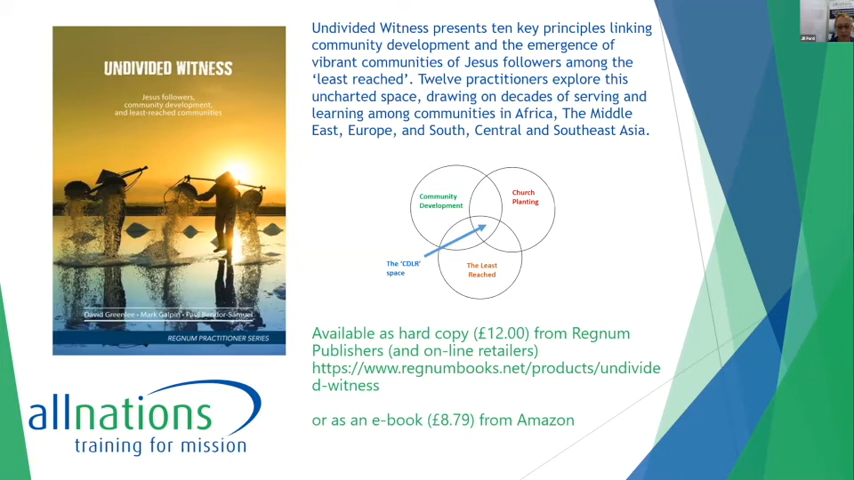 UNDIVIDED WITNESS
Jesus followers,
community development,
and least-reached communities
David Greenlee • Mark Galpin • Paul Bendor-Samuel
REGNUM PRACTITIONER SERIES
allnations
training for mission
Undivided Witness presents ten key principles linking
community development and the emergence of
vibrant communities of Jesus followers among the
‘least reached’. Twelve practitioners explore this
uncharted space, drawing on decades of serving and
learning among communities in Africa, The Middle
East, Europe, and South, Central and Southeast Asia.
Community
Development
Church
Planting
The ‘CDLR’
space
The Least
Reached
Available as hard copy (£12.00) from Regnum
Publishers (and on-line retailers)
https://www.regnumbooks.net/products/undivide
d-witness
or as an e-book (£8.79) from Amazon